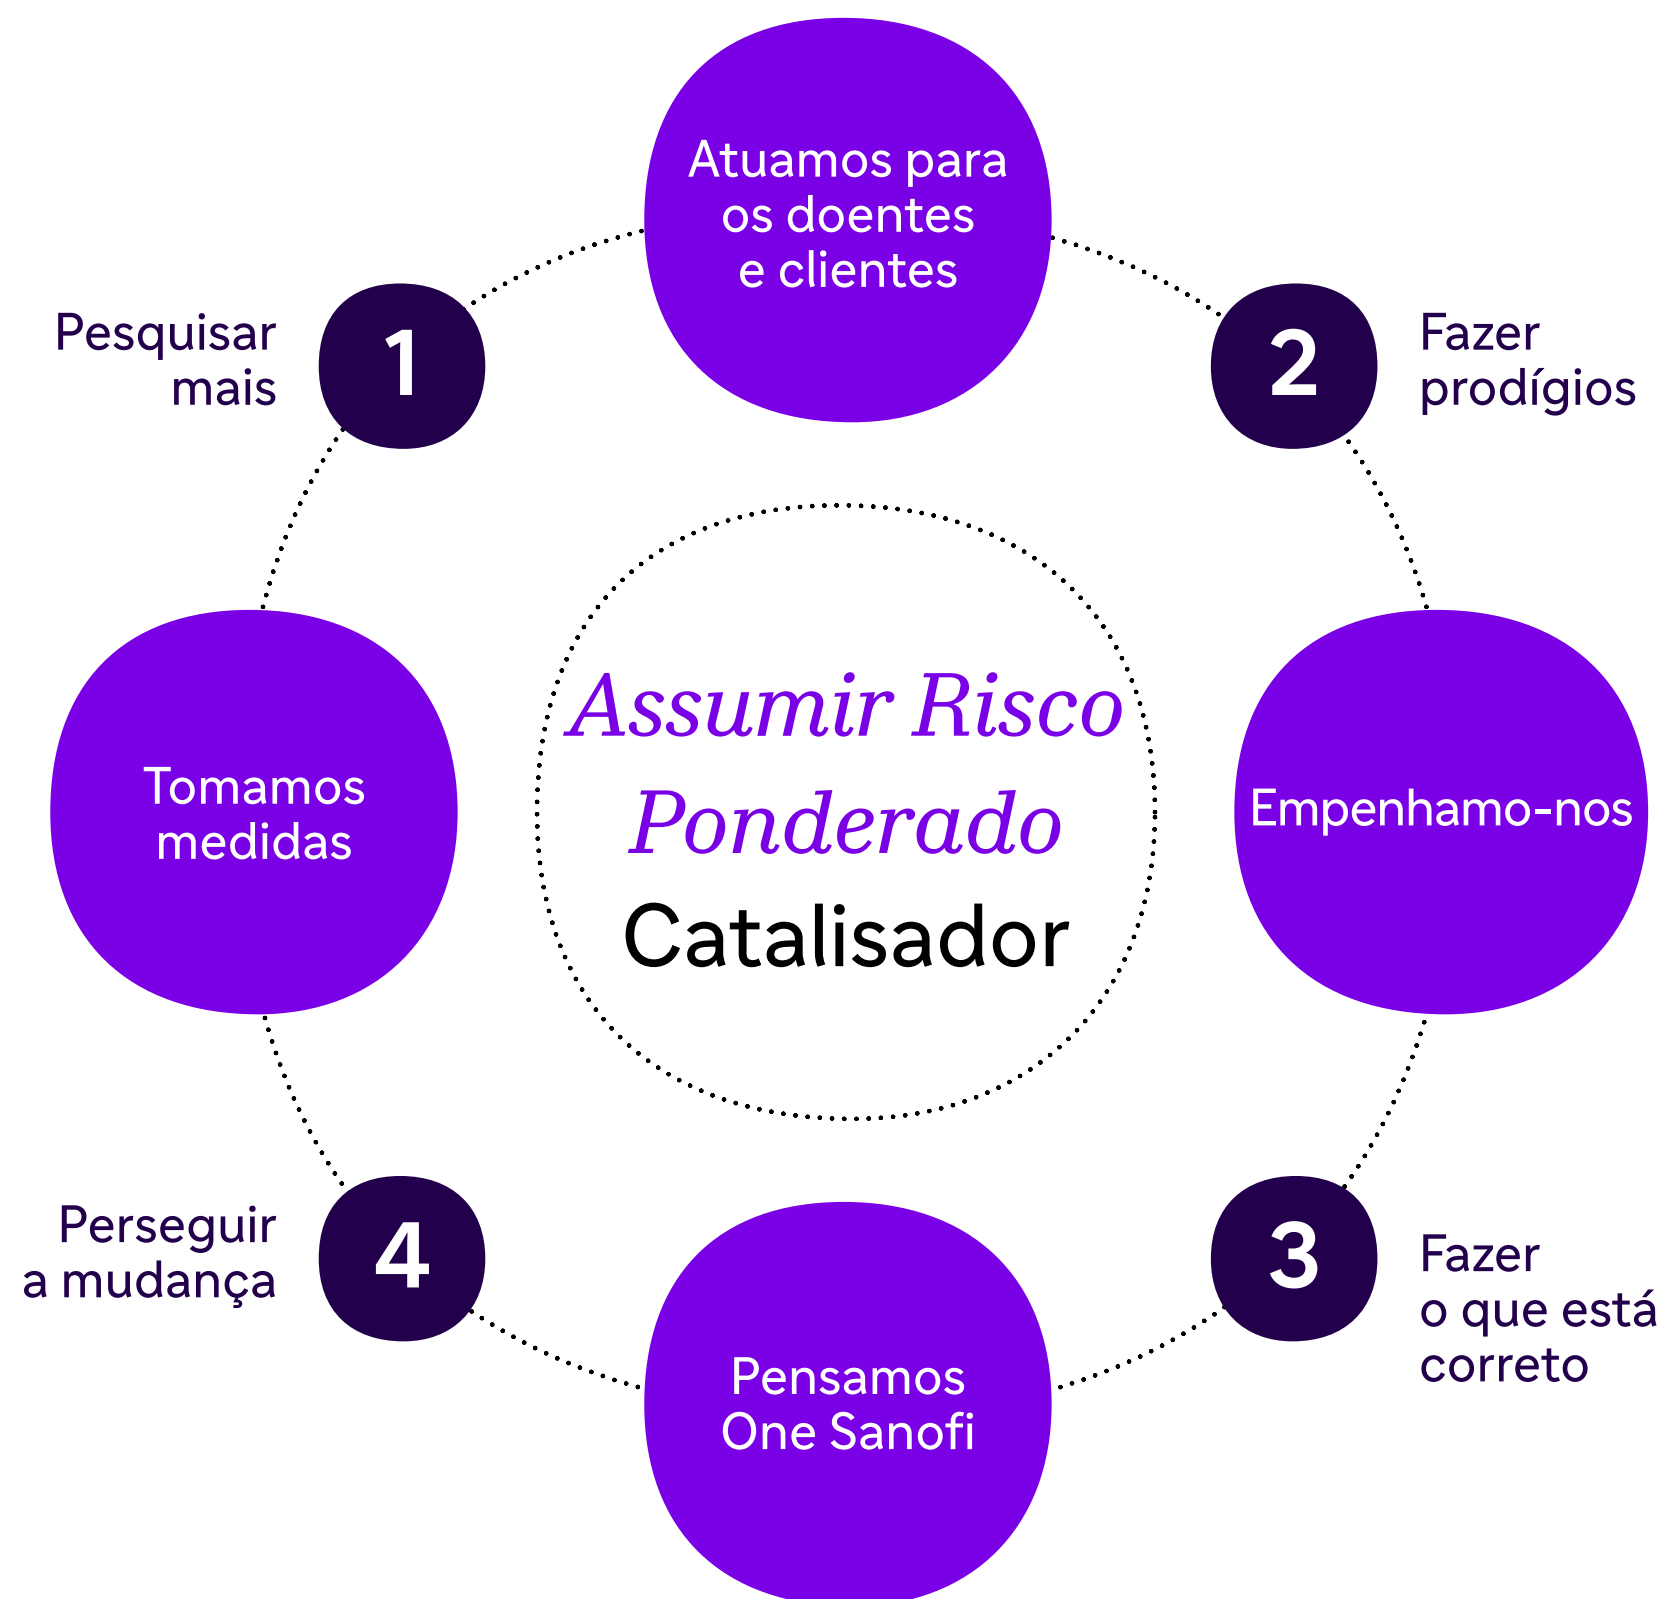 Atuamos para
os doentes
e clientes
1
Pesquisar
mais
2
Fazer
prodígios
Tomamos
medidas
Assumir Risco
Ponderado
Catalisador
Empenhamo-nos
4
Perseguir
a mudança
3
Fazer
o que está
correto
Pensamos
One Sanofi